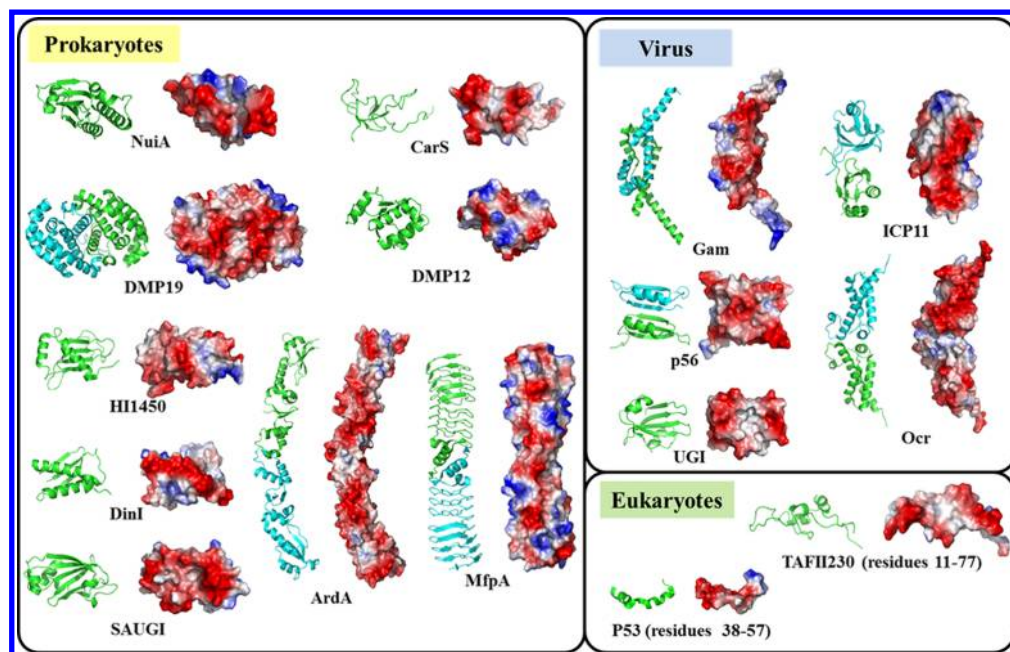 Prokaryotes
NuiA
CarS
DMP19
DMP12
HI1450
DinI
SAUGI
ArdA
MfpA
Virus
Gam
ICP11
p56
UGI
Ocr
Eukaryotes
TAFII230 (residues 11-77)
P53 (residues 38-57)